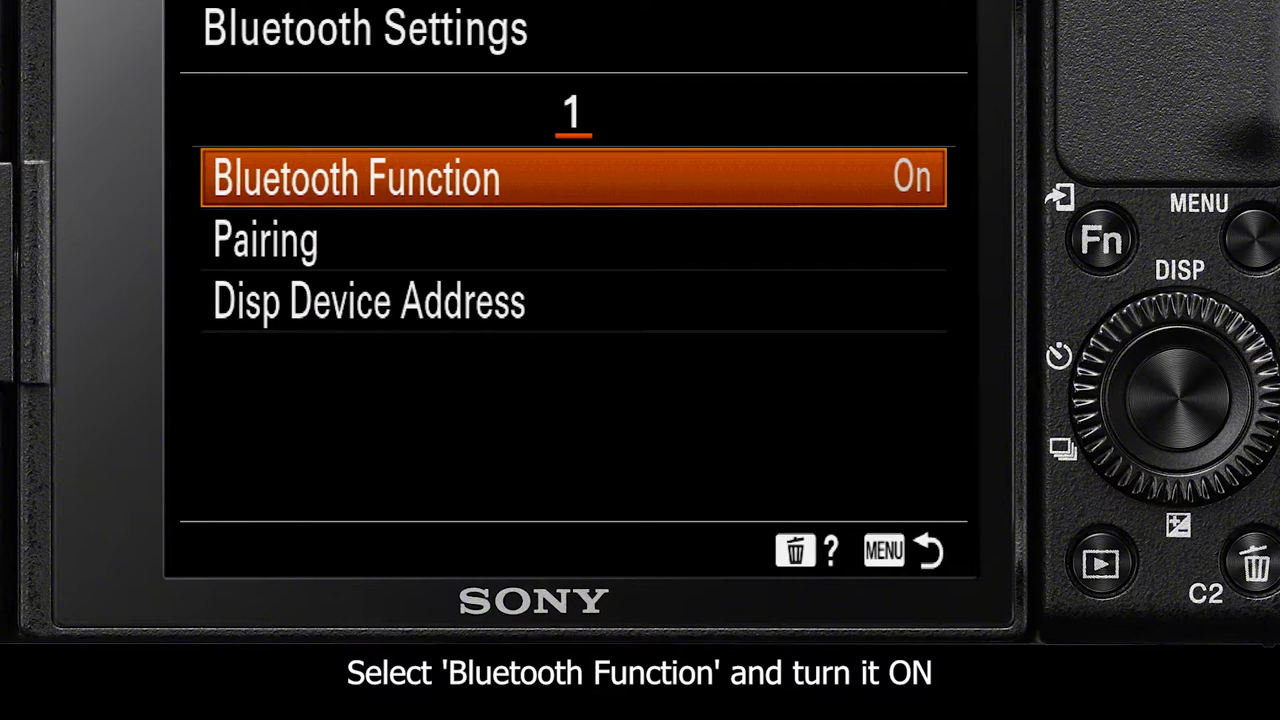 Bluetooth Settings
1
Bluetooth Function On
Pairing
Disp Device Address
?
MENU
SONY
Fn
MENU
DISP
C2
Select 'Bluetooth Function' and turn it ON